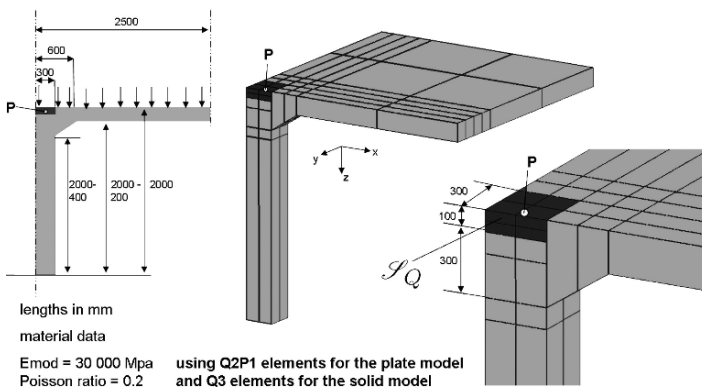 2500
600
300
P
2000-
400
2000 -
200
2000
P
y
x
z
P
300
100
300
𝒮Q
lengths in mm
material data
Emod = 30 000 Mpa
Poisson ratio = 0.2
using Q2P1 elements for the plate model
and Q3 elements for the solid model